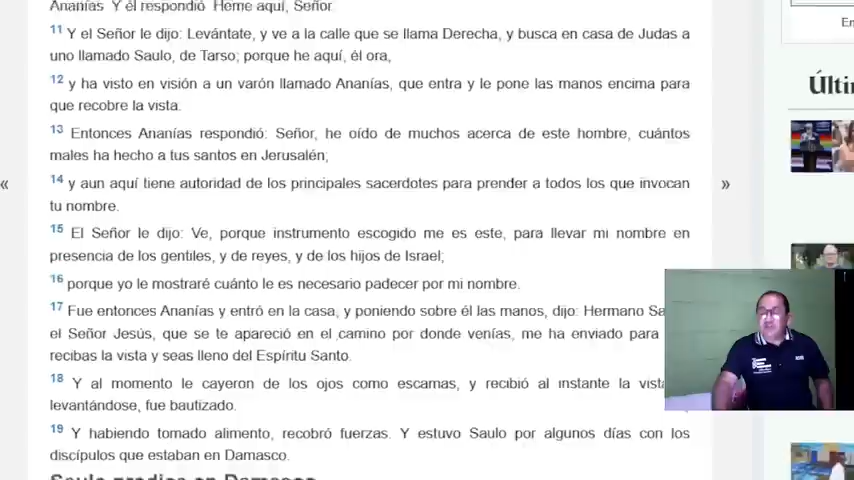 Ananías Y él respondió Heme aquí, Señor
11 Y el Señor le dijo: Levántate, y ve a la calle que se llama Derecha, y busca en casa de Judas a
uno llamado Saulo, de Tarso; porque he aquí, él ora,
12 y ha visto en visión a un varón llamado Ananías, que entra y le pone las manos encima para
que recobre la vista.
13 Entonces Ananías respondió: Señor, he oído de muchos acerca de este hombre, cuántos
males ha hecho a tus santos en Jerusalén;
14 y aun aquí tiene autoridad de los principales sacerdotes para prender a todos los que invocan
tu nombre.
15 El Señor le dijo: Ve, porque instrumento escogido me es este, para llevar mi nombre en
presencia de los gentiles, y de reyes, y de los hijos de Israel;
16 porque yo le mostraré cuánto le es necesario padecer por mi nombre.
17 Fue entonces Ananías y entró en la casa, y poniendo sobre él las manos, dijo: Hermano Sa
el Señor Jesús, que se te apareció en el camino por donde venías, me ha enviado para
recibas la vista y seas lleno del Espíritu Santo.
18 Y al momento le cayeron de los ojos como escamas, y recibió al instante la vista
levantándose, fue bautizado.
19 Y habiendo tomado alimento, recobró fuerzas. Y estuvo Saulo por algunos días con los
discípulos que estaban en Damasco.
Saulo predica en Damasco
«
»
En
Últi